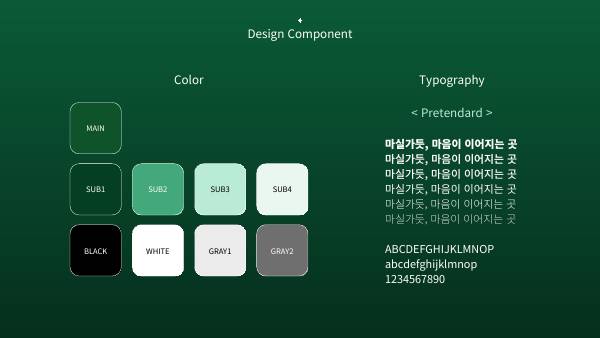 Design Component
Color
MAIN
SUB1
SUB2
SUB3
SUB4
BLACK
WHITE
GRAY1
GRAY2
Typography
< Pretendard >
마실가듯, 마음이 이어지는 곳
마실가듯, 마음이 이어지는 곳
마실가듯, 마음이 이어지는 곳
마실가듯, 마음이 이어지는 곳
마실가듯, 마음이 이어지는 곳
마실가듯, 마음이 이어지는 곳
ABCDEFGHIJKLMNOP
abcdefghijklmnop
1234567890